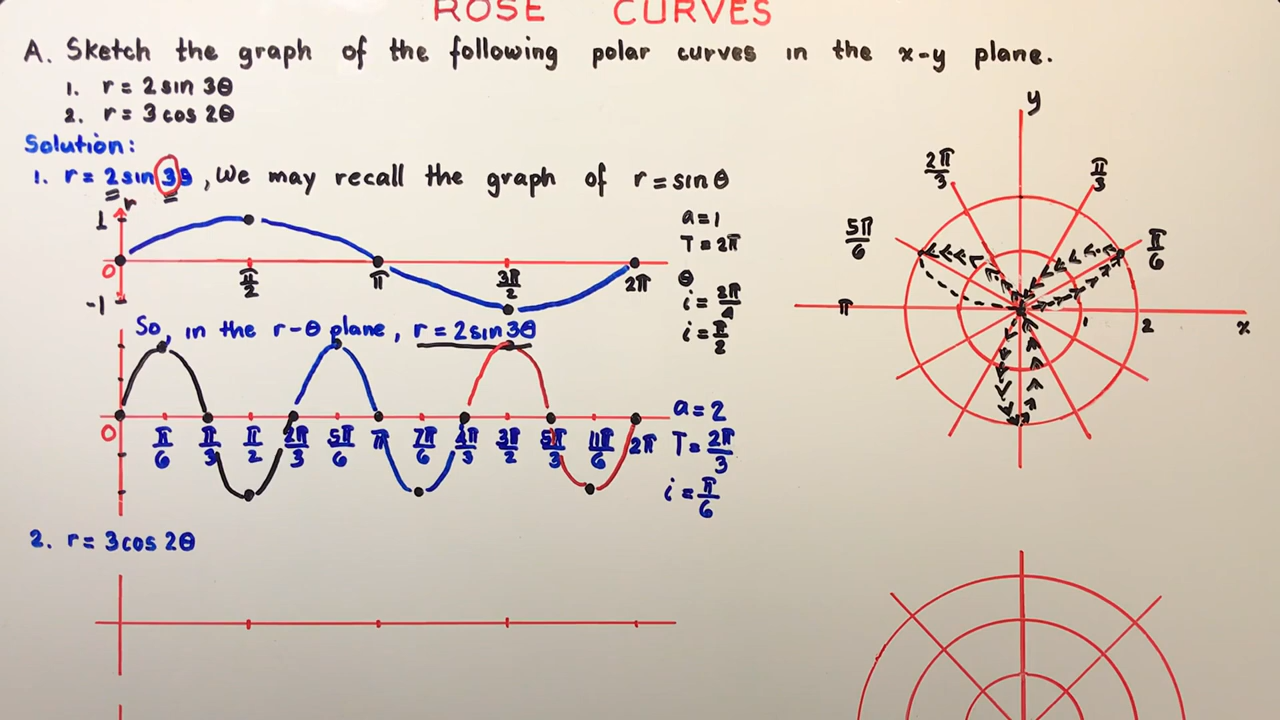 ROSE CURVES
A. Sketch the graph of the following polar curves in the x-y plane.
1. r = 2 sin 3θ
2. r = 3 cos 2θ
Solution:
1. r = 2 sin 3θ, We may recall the graph of r = sin θ
r
1
0
-1
π/2
π
3π/2
2π
a = 1
T = 2π
θ
i = 2π/4
i = π/2
So, in the r-θ plane, r = 2 sin 3θ
0
π/6 π/3 π/2 2π/3 5π/6 π 7π/6 4π/3 3π/2 5π/3 11π/6 2π
a = 2
T = 2π/3
i = π/6
2. r = 3 cos 2θ
y
2π/3
π/3
5π/6
π/6
π
1
2
x